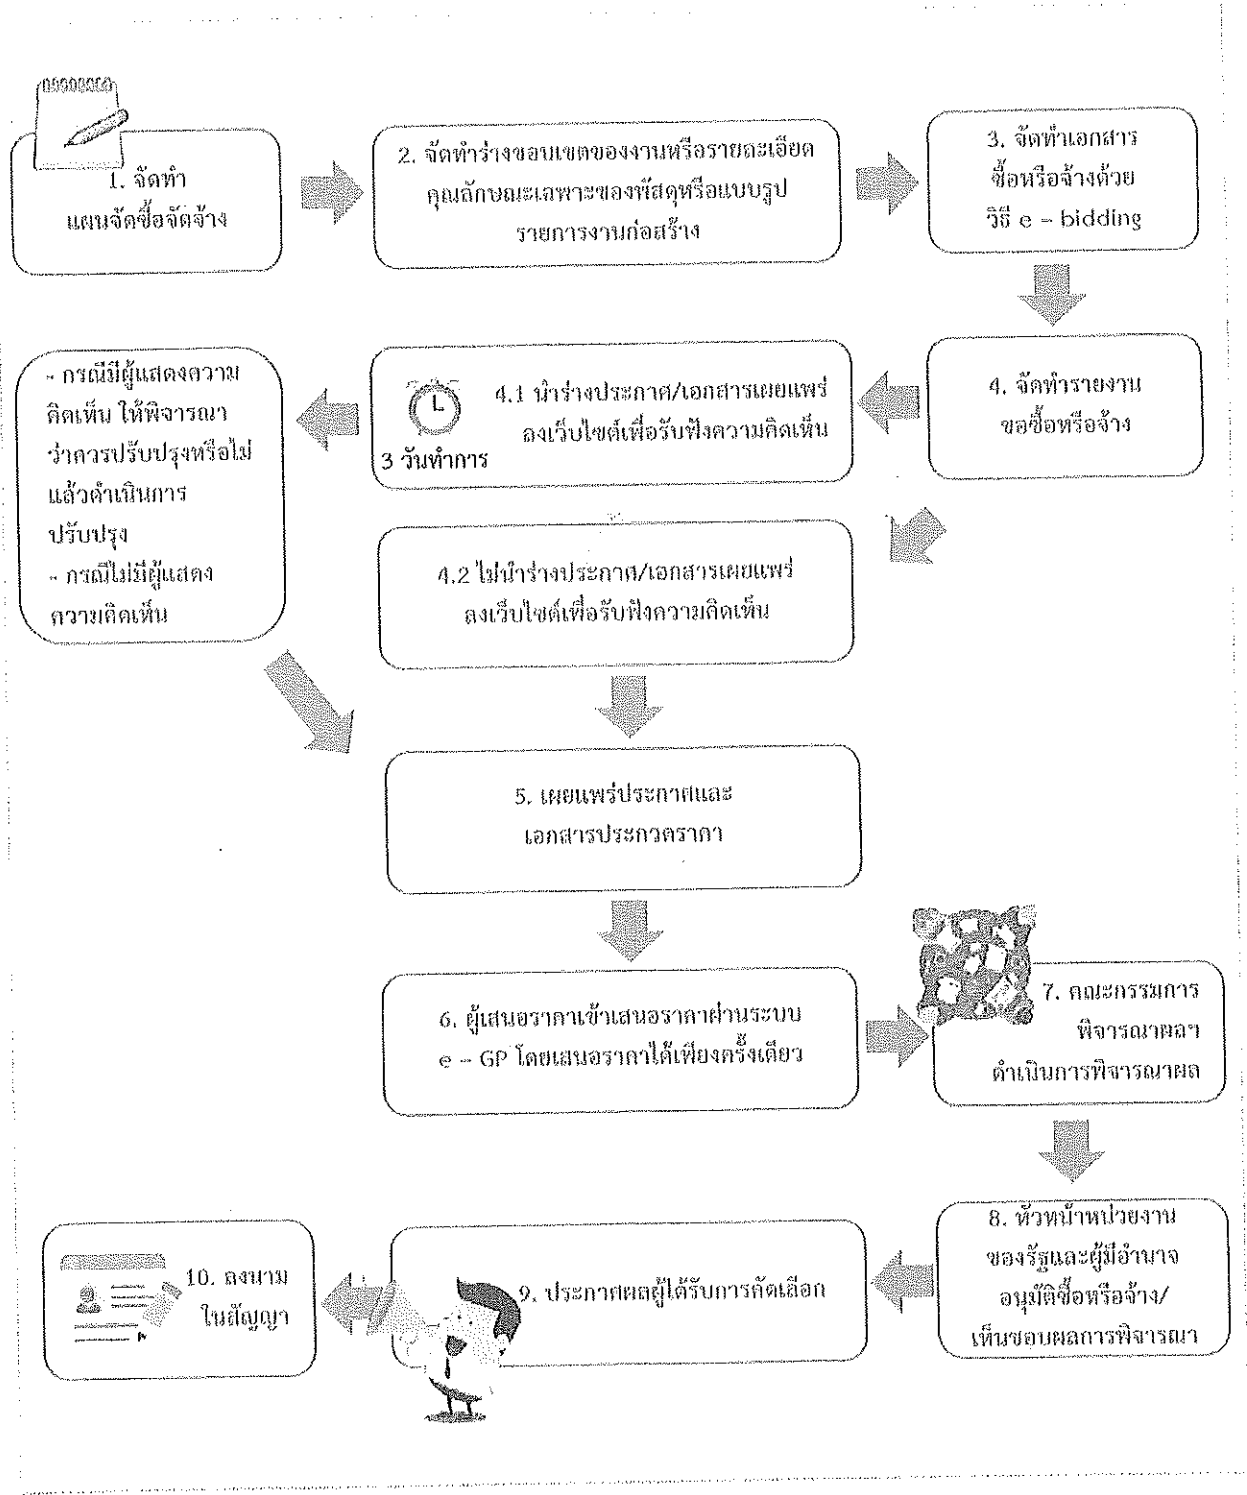 1. จัดทำ
แผนจัดซื้อจัดจ้าง
2. จัดทำร่างขอบเขตของงานหรือรายละเอียด
คุณลักษณะเฉพาะของพัสดุหรือแบบรูป
รายการงานก่อสร้าง
3. จัดทำเอกสาร
ซื้อหรือจ้างด้วย
วิธี e – bidding
4. จัดทำรายงาน
ขอซื้อหรือจ้าง
4.1 นำร่างประกาศ/เอกสารเผยแพร่
ลงเว็บไซต์เพื่อรับฟังความคิดเห็น
3 วันทำการ
- กรณีมีผู้แสดงความ
คิดเห็น ให้พิจารณา
ว่าควรปรับปรุงหรือไม่
แล้วดำเนินการ
ปรับปรุง
- กรณีไม่มีผู้แสดง
ความคิดเห็น
4.2 ไม่นำร่างประกาศ/เอกสารเผยแพร่
ลงเว็บไซต์เพื่อรับฟังความคิดเห็น
5. เผยแพร่ประกาศและ
เอกสารประกวดราคา
6. ผู้เสนอราคาเข้าเสนอราคาผ่านระบบ
e – GP โดยเสนอราคาได้เพียงครั้งเดียว
7. คณะกรรมการ
พิจารณาผลฯ
ดำเนินการพิจารณาผล
8. หัวหน้าหน่วยงาน
ของรัฐและผู้มีอำนาจ
อนุมัติซื้อหรือจ้าง/
เห็นชอบผลการพิจารณา
9. ประกาศผลผู้ได้รับการคัดเลือก
10. ลงนาม
ในสัญญา